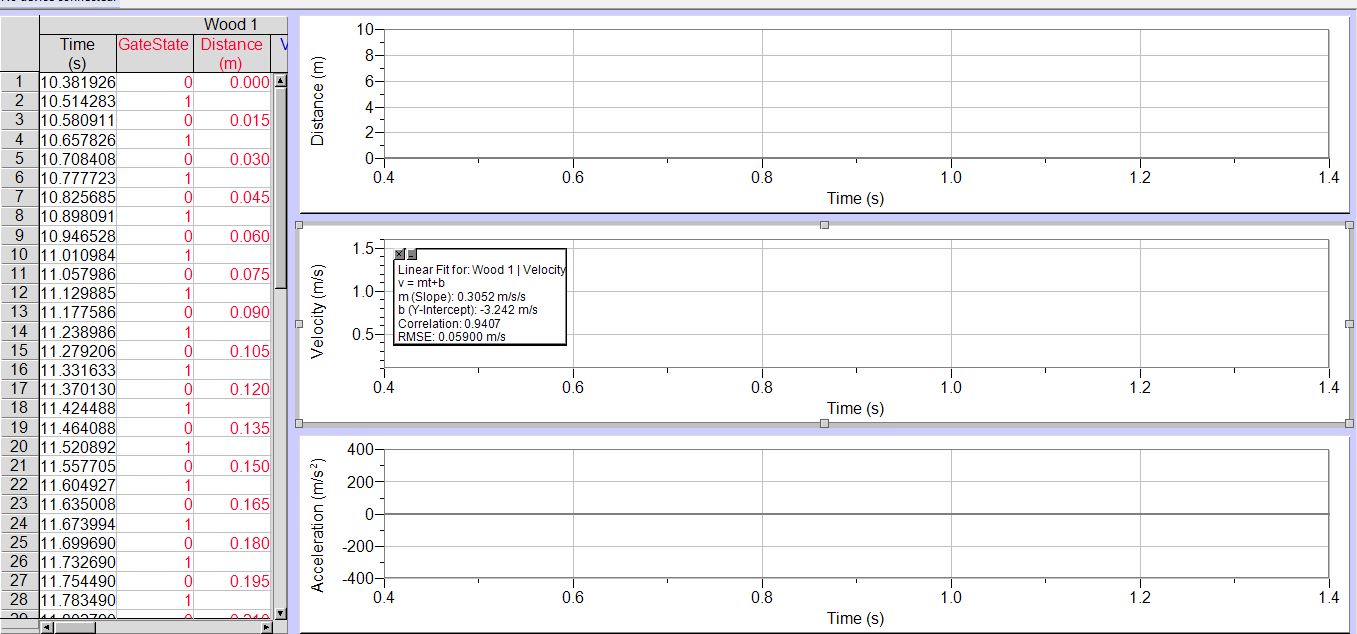 No device connected.
Wood 1
Time GateState Distance V
(s) (m)
1 10.381926 0 0.000
2 10.514283 1
3 10.580911 0 0.015
4 10.657826 1
5 10.708408 0 0.030
6 10.777723 1
7 10.825685 0 0.045
8 10.898091 1
9 10.946528 0 0.060
10 11.010984 1
11 11.057986 0 0.075
12 11.129885 1
13 11.177586 0 0.090
14 11.238986 1
15 11.279206 0 0.105
16 11.331633 1
17 11.370130 0 0.120
18 11.424488 1
19 11.464088 0 0.135
20 11.520892 1
21 11.557705 0 0.150
22 11.604927 1
23 11.635008 0 0.165
24 11.673994 1
25 11.699690 0 0.180
26 11.732690 1
27 11.754490 0 0.195
28 11.783490 1
29 11.802790 0 0.210
Distance (m)
10
8
6
4
2
0
0.4 0.6 0.8 1.0 1.2 1.4
Time (s)
Velocity (m/s)
1.5
1.0
0.5
Linear Fit for: Wood 1 | Velocity
v = mt+b
m (Slope): 0.3052 m/s/s
b (Y-Intercept): -3.242 m/s
Correlation: 0.9407
RMSE: 0.05900 m/s
0.4 0.6 0.8 1.0 1.2 1.4
Time (s)
Acceleration (m/s²)
400
200
0
-200
-400
0.4 0.6 0.8 1.0 1.2 1.4
Time (s)